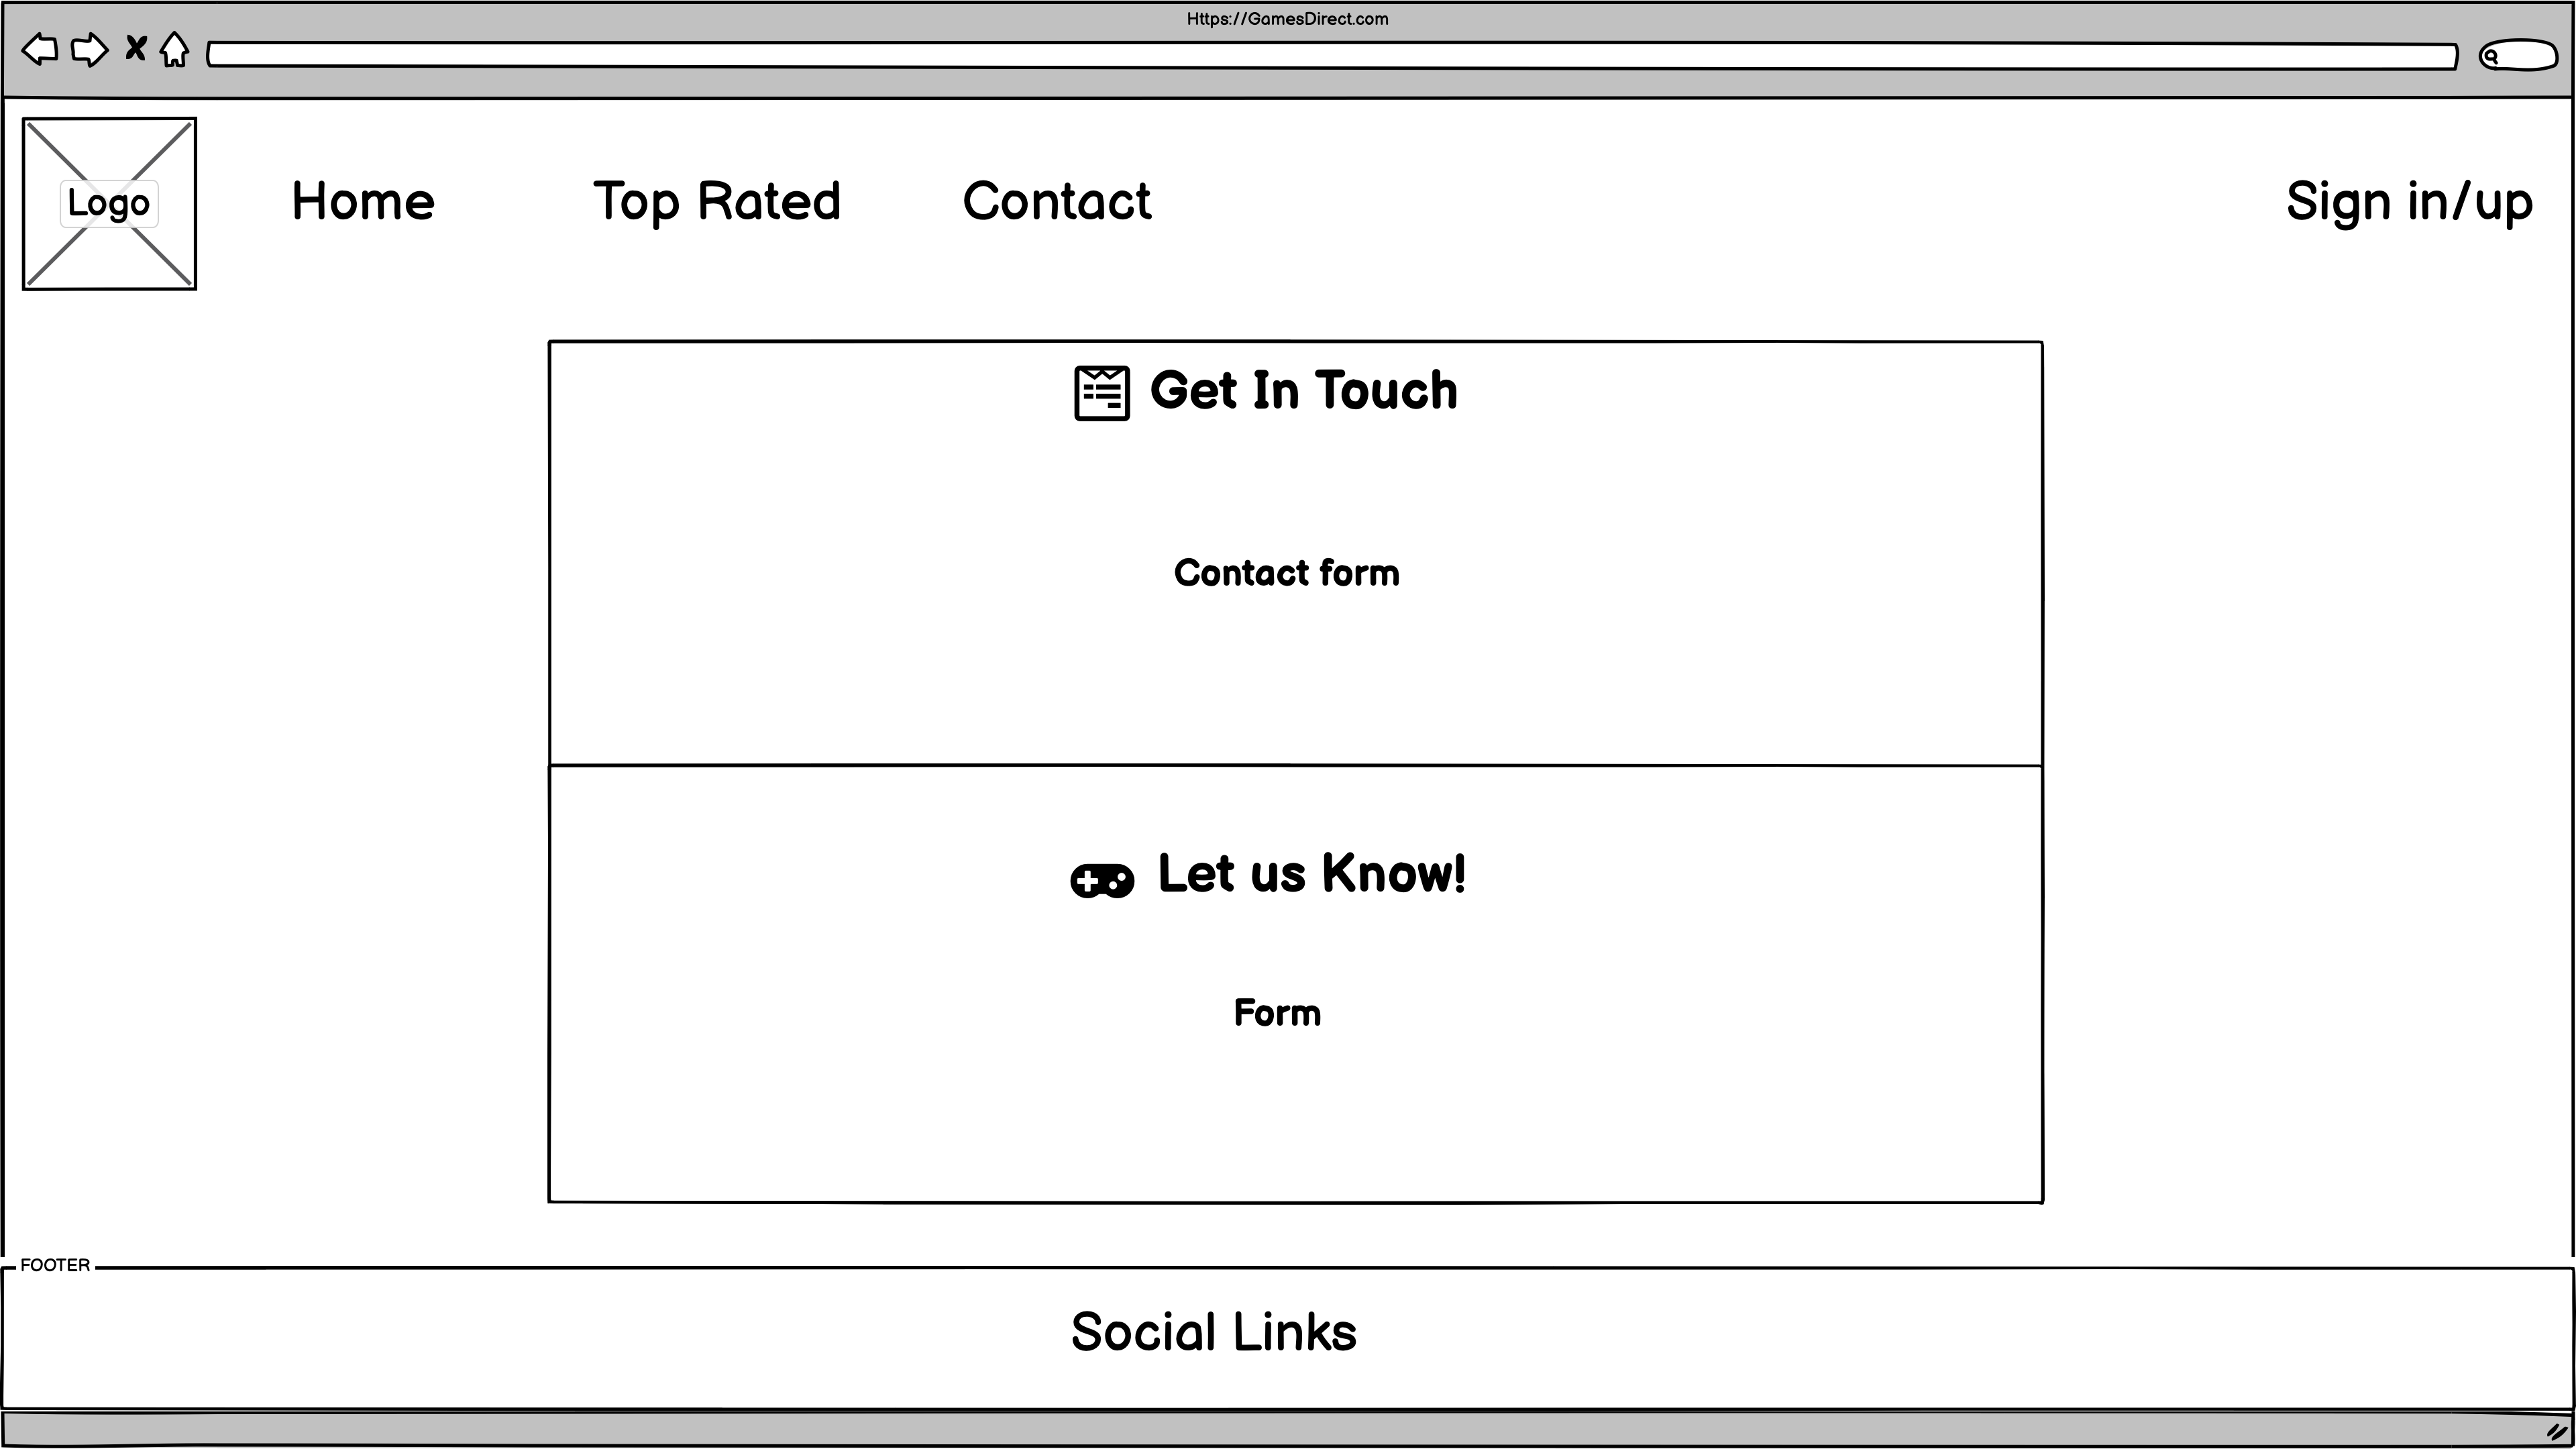 Https://GamesDirect.com
Logo
Home
Top Rated
Contact
Sign in/up
Get In Touch
Contact form
Let us Know!
Form
FOOTER
Social Links